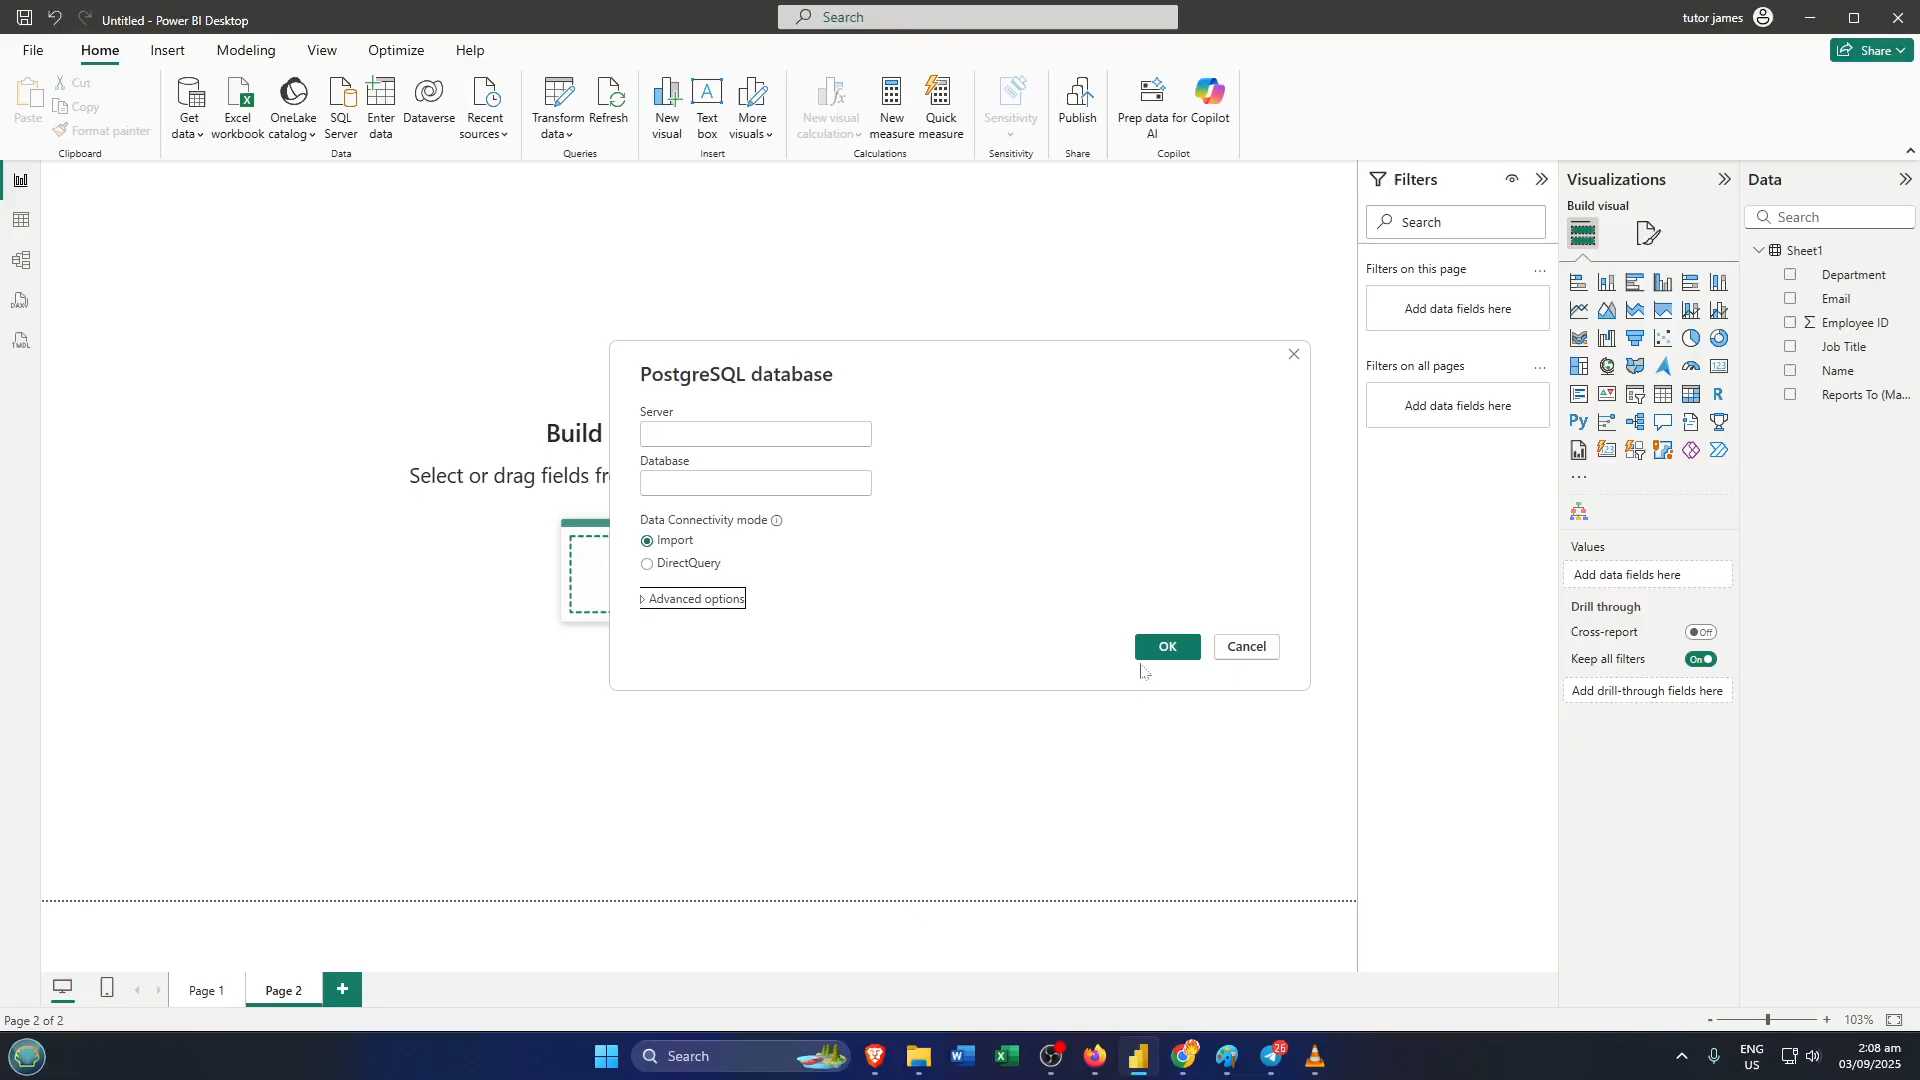 Untitled - Power BI Desktop
Search
tutor james
File
Home
Insert
Modeling
View
Optimize
Help
Share
Paste
Cut
Copy
Format painter
Clipboard
Get data
Excel workbook
OneLake catalog
SQL Server
Enter data
Dataverse
Recent sources
Data
Transform data
Refresh
Queries
New visual
Text box
More visuals
Insert
New visual calculation
New measure
Quick measure
Calculations
Sensitivity
Sensitivity
Publish
Share
Prep data for AI
Copilot
Copilot
DAX
TMDL
Build
Select or drag fields fr
PostgreSQL database
Server
Database
Data Connectivity mode
Import
DirectQuery
Advanced options
OK
Cancel
Filters
Search
Filters on this page
Add data fields here
Filters on all pages
Add data fields here
Visualizations
Build visual
123
R
Py
123
Values
Add data fields here
Drill through
Cross-report
Off
Keep all filters
On
Add drill-through fields here
Data
Search
Sheet1
Department
Email
Employee ID
Job Title
Name
Reports To (Ma...
Page 1
Page 2
Page 2 of 2
103%
Search
26
ENG
US
2:08 am
03/09/2025